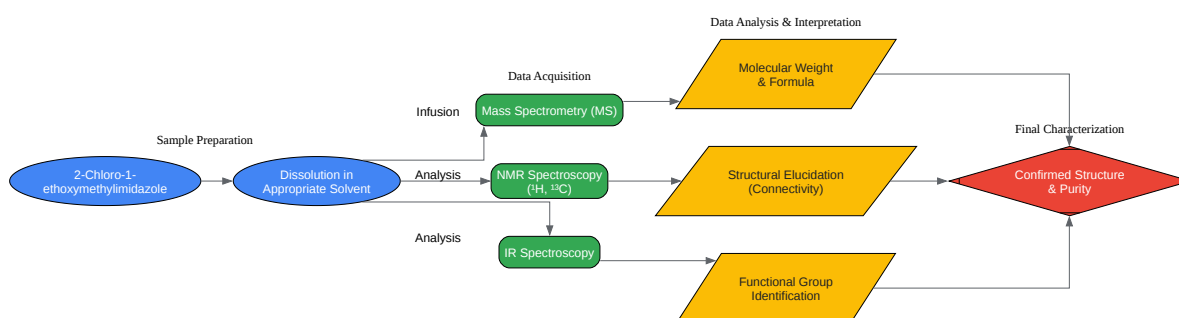 Data Analysis & Interpretation
Molecular Weight
& Formula
Data Acquisition
Infusion
Mass Spectrometry (MS)
Sample Preparation
Final Characterization
2-Chloro-1-
ethoxymethylimidazole
Dissolution in
Appropriate Solvent
Analysis
NMR Spectroscopy
(¹H, ¹³C)
Structural Elucidation
(Connectivity)
Confirmed Structure
& Purity
Analysis
IR Spectroscopy
Functional Group
Identification